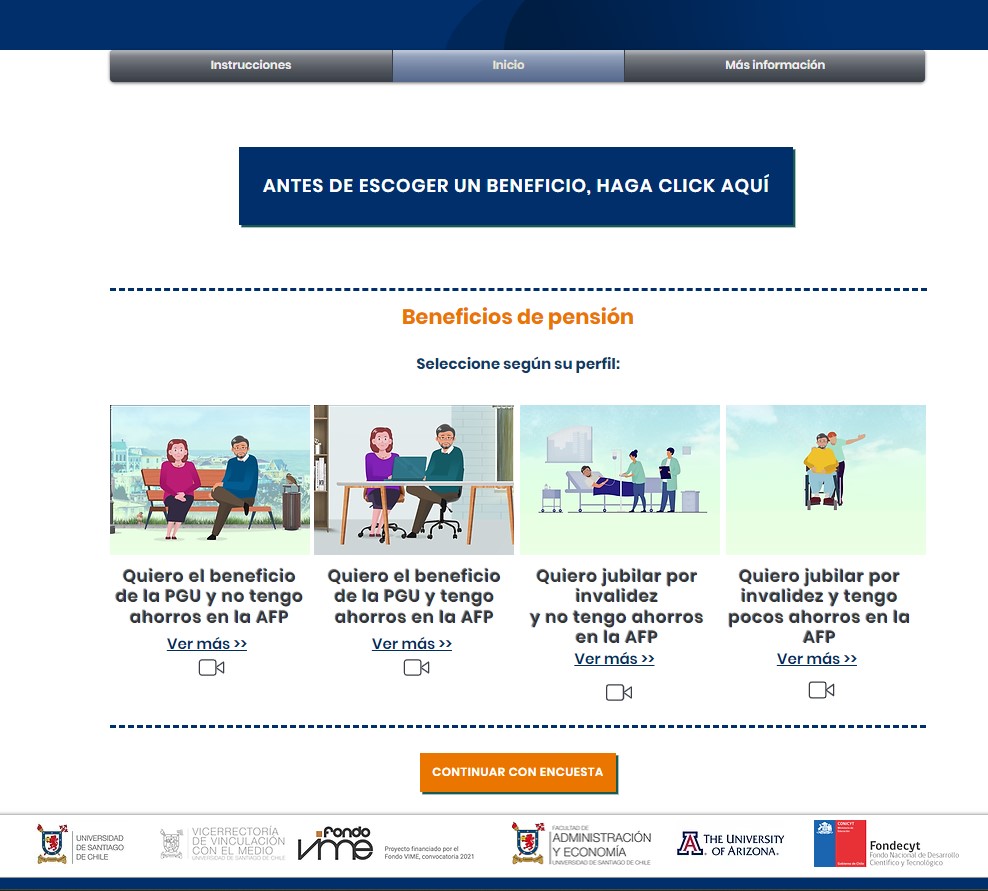 Instrucciones
Inicio
Más información
ANTES DE ESCOGER UN BENEFICIO, HAGA CLICK AQUÍ
Beneficios de pensión
Seleccione según su perfil:
Quiero el beneficio
de la PGU y no tengo
ahorros en la AFP
Ver más >>
Quiero el beneficio
de la PGU y tengo
ahorros en la AFP
Ver más >>
Quiero jubilar por
invalidez
y no tengo ahorros
en la AFP
Ver más >>
Quiero jubilar por
invalidez y tengo
pocos ahorros en la
AFP
Ver más >>
CONTINUAR CON ENCUESTA
UNIVERSIDAD
DE SANTIAGO
DE CHILE
VICERRECTORÍA
DE VINCULACIÓN
CON EL MEDIO
UNIVERSIDAD DE SANTIAGO DE CHILE
fondo
vime
Proyecto financiado por el
Fondo VIME, convocatoria 2021
FACULTAD DE
ADMINISTRACIÓN
Y ECONOMÍA
UNIVERSIDAD DE SANTIAGO DE CHILE
THE UNIVERSITY
OF ARIZONA.
CONICYT
Fondecyt
Fondo Nacional de Desarrollo
Científico y Tecnológico